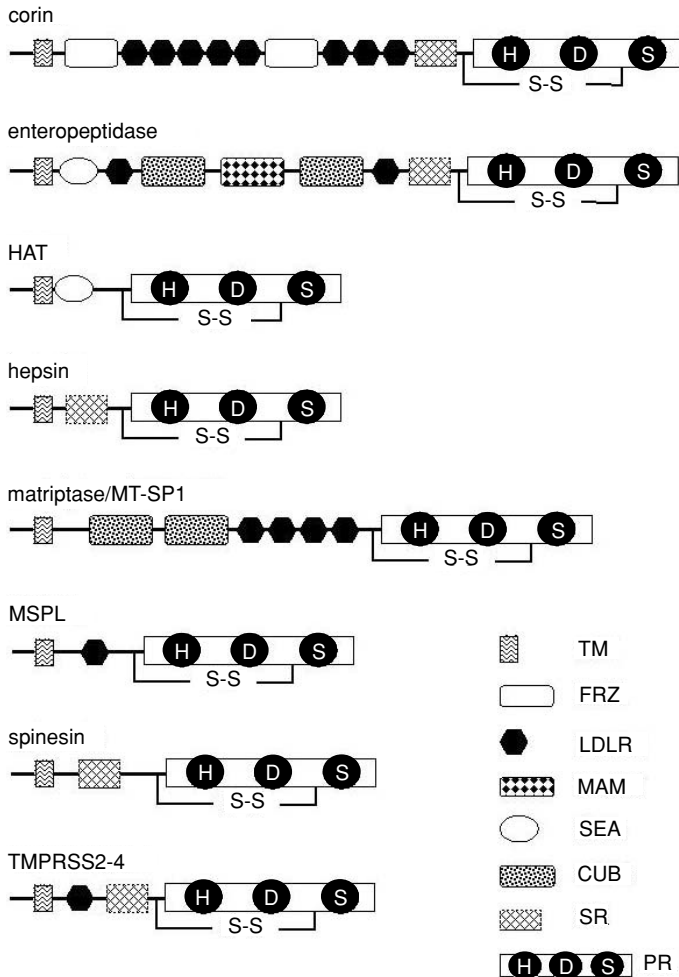 corin
H D S
S-S
enteropeptidase
H D S
S-S
HAT
H D S
S-S
hepsin
H D S
S-S
matriptase/MT-SP1
H D S
S-S
MSPL
H D S
S-S
spinesin
H D S
S-S
TMPRSS2-4
H D S
S-S
TM
FRZ
LDLR
MAM
SEA
CUB
SR
H D S PR